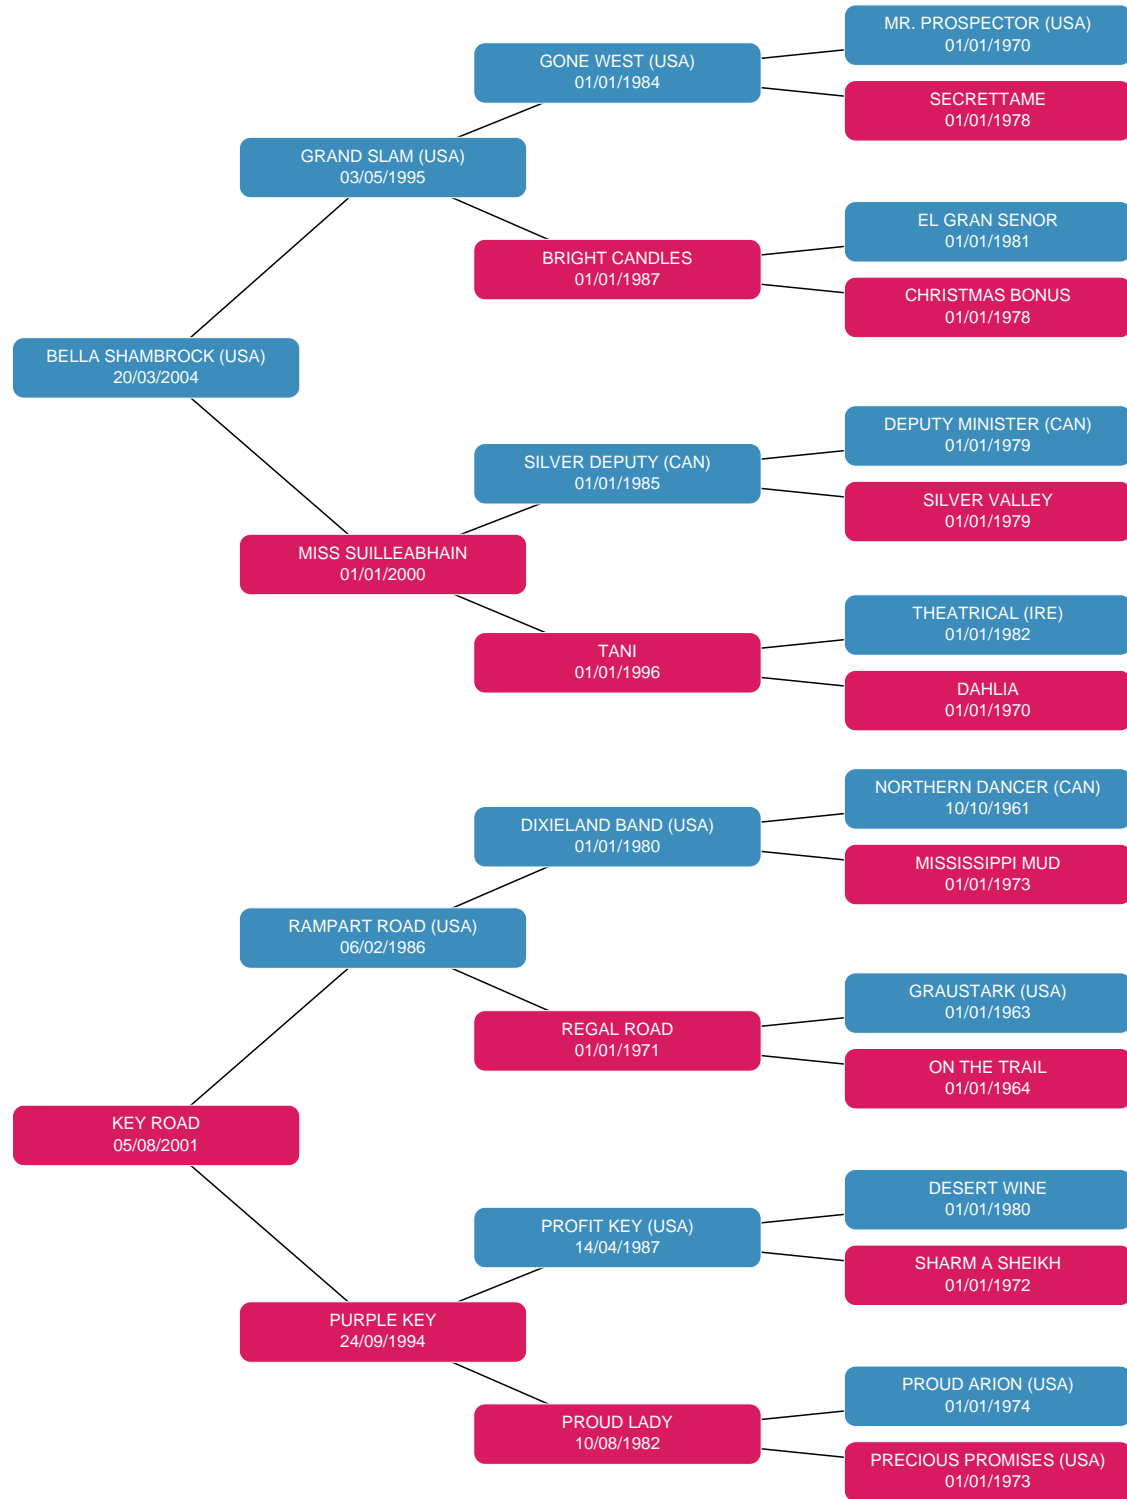 MR. PROSPECTOR (USA)
01/01/1970
GONE WEST (USA)
01/01/1984
SECRETTAME
01/01/1978
GRAND SLAM (USA)
03/05/1995
EL GRAN SENOR
01/01/1981
BRIGHT CANDLES
01/01/1987
CHRISTMAS BONUS
01/01/1978
BELLA SHAMBROCK (USA)
20/03/2004
DEPUTY MINISTER (CAN)
01/01/1979
SILVER DEPUTY (CAN)
01/01/1985
SILVER VALLEY
01/01/1979
MISS SUILLEABHAIN
01/01/2000
THEATRICAL (IRE)
01/01/1982
TANI
01/01/1996
DAHLIA
01/01/1970
NORTHERN DANCER (CAN)
10/10/1961
DIXIELAND BAND (USA)
01/01/1980
MISSISSIPPI MUD
01/01/1973
RAMPART ROAD (USA)
06/02/1986
GRAUSTARK (USA)
01/01/1963
REGAL ROAD
01/01/1971
ON THE TRAIL
01/01/1964
KEY ROAD
05/08/2001
DESERT WINE
01/01/1980
PROFIT KEY (USA)
14/04/1987
SHARM A SHEIKH
01/01/1972
PURPLE KEY
24/09/1994
PROUD ARION (USA)
01/01/1974
PROUD LADY
10/08/1982
PRECIOUS PROMISES (USA)
01/01/1973